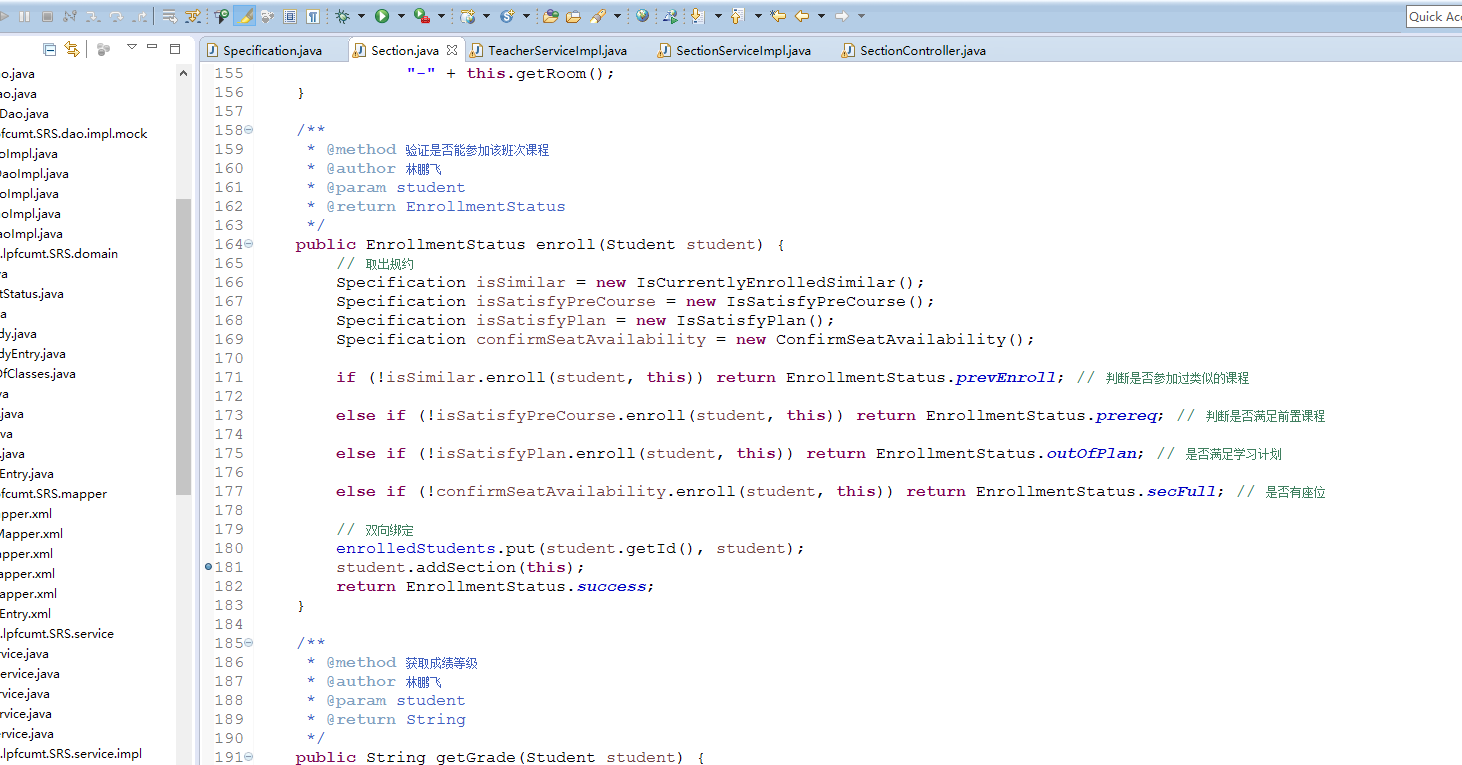 Quick Acc
Specification.java
Section.java
TeacherServiceImpl.java
SectionServiceImpl.java
SectionController.java
o.java
ao.java
Dao.java
fcumt.SRS.dao.impl.mock
oImpl.java
DaoImpl.java
oImpl.java
oImpl.java
aoImpl.java
.lpfcumt.SRS.domain
va
tStatus.java
a
dy.java
dyEntry.java
OfClasses.java
va
.java
va
.java
Entry.java
fcumt.SRS.mapper
pper.xml
Mapper.xml
apper.xml
apper.xml
apper.xml
Entry.xml
.lpfcumt.SRS.service
vice.java
ervice.java
rvice.java
rvice.java
ervice.java
.lpfcumt.SRS.service.impl
155 "-" + this.getRoom();
156 }
157
158 /**
159 * @method 验证是否能参加该班次课程
160 * @author 林鹏飞
161 * @param student
162 * @return EnrollmentStatus
163 */
164 public EnrollmentStatus enroll(Student student) {
165 // 取出规约
166 Specification isSimilar = new IsCurrentlyEnrolledSimilar();
167 Specification isSatisfyPreCourse = new IsSatisfyPreCourse();
168 Specification isSatisfyPlan = new IsSatisfyPlan();
169 Specification confirmSeatAvailability = new ConfirmSeatAvailability();
170
171 if (!isSimilar.enroll(student, this)) return EnrollmentStatus.prevEnroll; // 判断是否参加过类似的课程
172
173 else if (!isSatisfyPreCourse.enroll(student, this)) return EnrollmentStatus.prereq; // 判断是否满足前置课程
174
175 else if (!isSatisfyPlan.enroll(student, this)) return EnrollmentStatus.outOfPlan; // 是否满足学习计划
176
177 else if (!confirmSeatAvailability.enroll(student, this)) return EnrollmentStatus.secFull; // 是否有座位
178
179 // 双向绑定
180 enrolledStudents.put(student.getId(), student);
181 student.addSection(this);
182 return EnrollmentStatus.success;
183 }
184
185 /**
186 * @method 获取成绩等级
187 * @author 林鹏飞
188 * @param student
189 * @return String
190 */
191 public String getGrade(Student student) {